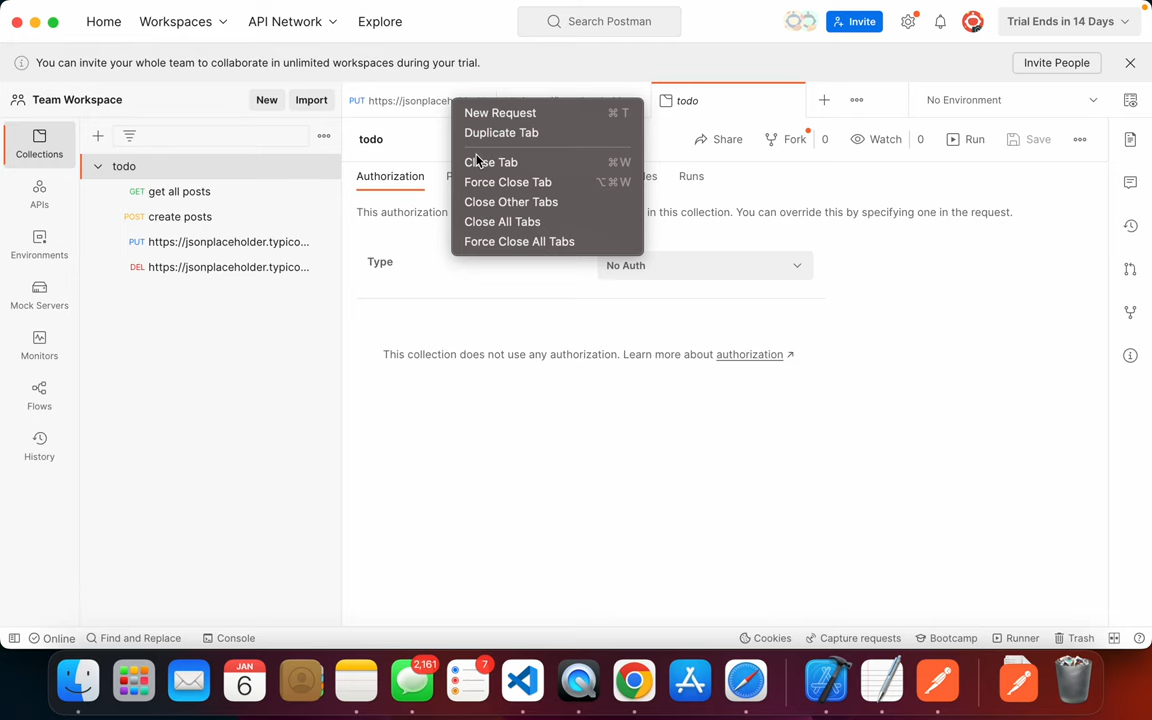 Home Workspaces API Network Explore Search Postman Invite Trial Ends in 14 Days
You can invite your whole team to collaborate in unlimited workspaces during your trial. Invite People
Team Workspace New Import PUT https://jsonplaceh todo No Environment
New Request ⌘ T
Duplicate Tab
Close Tab ⌘ W
Force Close Tab ⌥⌘W
Close Other Tabs
Close All Tabs
Force Close All Tabs
todo Share Fork 0 Watch 0 Run Save
Collections
APIs
Environments
Mock Servers
Monitors
Flows
History
todo
GET get all posts
POST create posts
PUT https://jsonplaceholder.typico...
DEL https://jsonplaceholder.typico...
Authorization Runs
This authorization in this collection. You can override this by specifying one in the request.
Type No Auth
This collection does not use any authorization. Learn more about authorization ↗
Online Find and Replace Console Cookies Capture requests Bootcamp Runner Trash
JAN
6
2,161
7